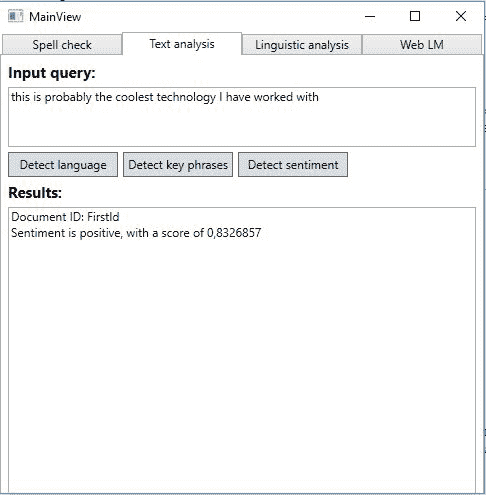 MainView
Spell check Text analysis Linguistic analysis Web LM
Input query:
this is probably the coolest technology I have worked with
Detect language Detect key phrases Detect sentiment
Results:
Document ID: FirstId
Sentiment is positive, with a score of 0,8326857